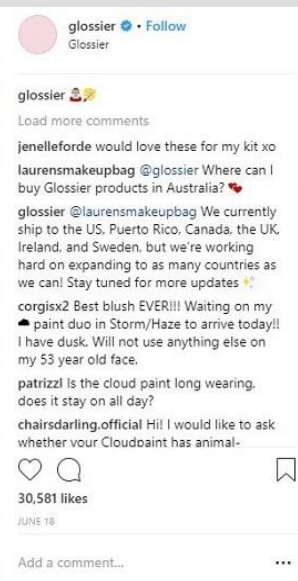 glossier • Follow
Glossier
glossier
Load more comments
jenelleforde would love these for my kit xo
laurensmakeupbag @glossier Where can I
buy Glossier products in Australia?
glossier @laurensmakeupbag We currently
ship to the US, Puerto Rico, Canada, the UK,
Ireland, and Sweden, but we're working
hard on expanding to as many countries as
we can! Stay tuned for more updates
corgisx2 Best blush EVER!!! Waiting on my
paint duo in Storm/Haze to arrive today!!
I have dusk. Will not use anything else on
my 53 year old face.
patrizzl Is the cloud paint long wearing,
does it stay on all day?
chairsdarling.official Hi! I would like to ask
whether your Cloudpaint has animal-
30,581 likes
JUNE 18
Add a comment...